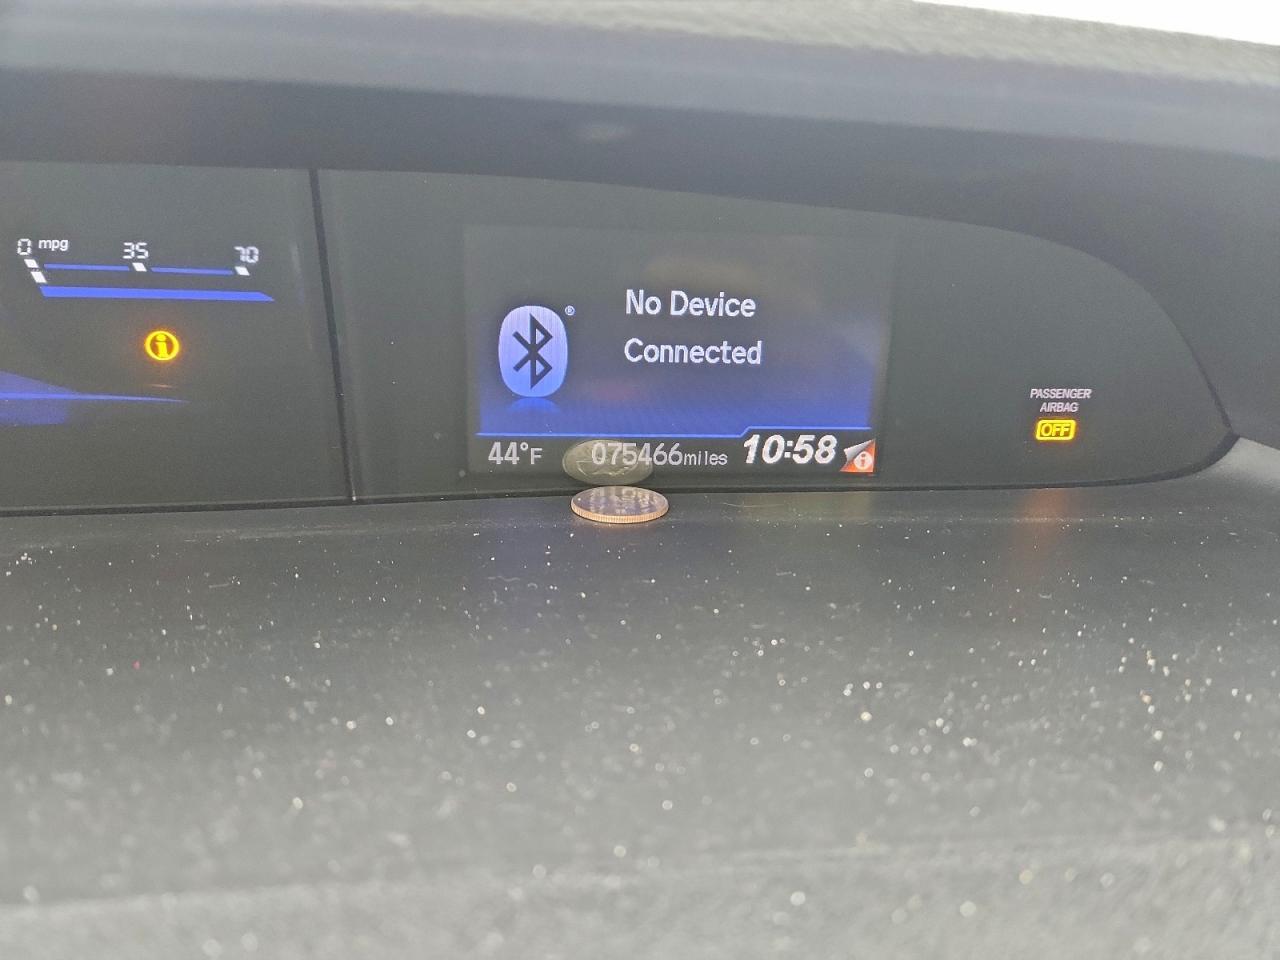 0 mpg 35 70
No Device
Connected
®
PASSENGER
AIRBAG
OFF
44°F 075466miles 10:58